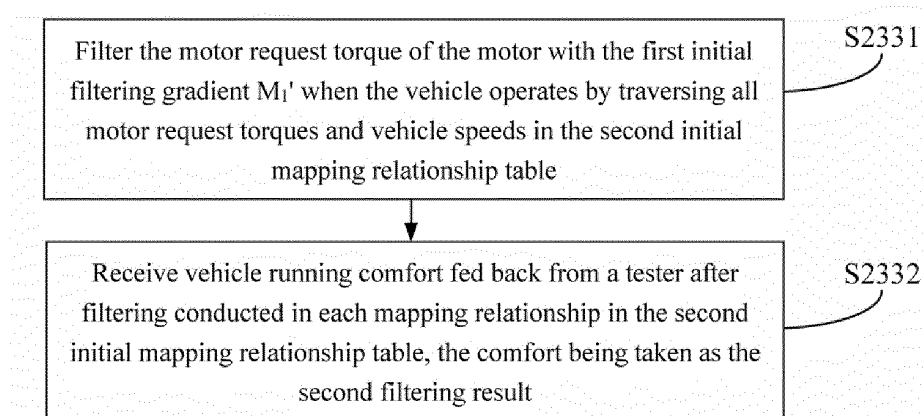 Filter the motor request torque of the motor with the first initial
S2331
filtering gradient M₁' when the vehicle operates by traversing all
motor request torques and vehicle speeds in the second initial
mapping relationship table
Receive vehicle running comfort fed back from a tester after
S2332
filtering conducted in each mapping relationship in the second
initial mapping relationship table, the comfort being taken as the
second filtering result